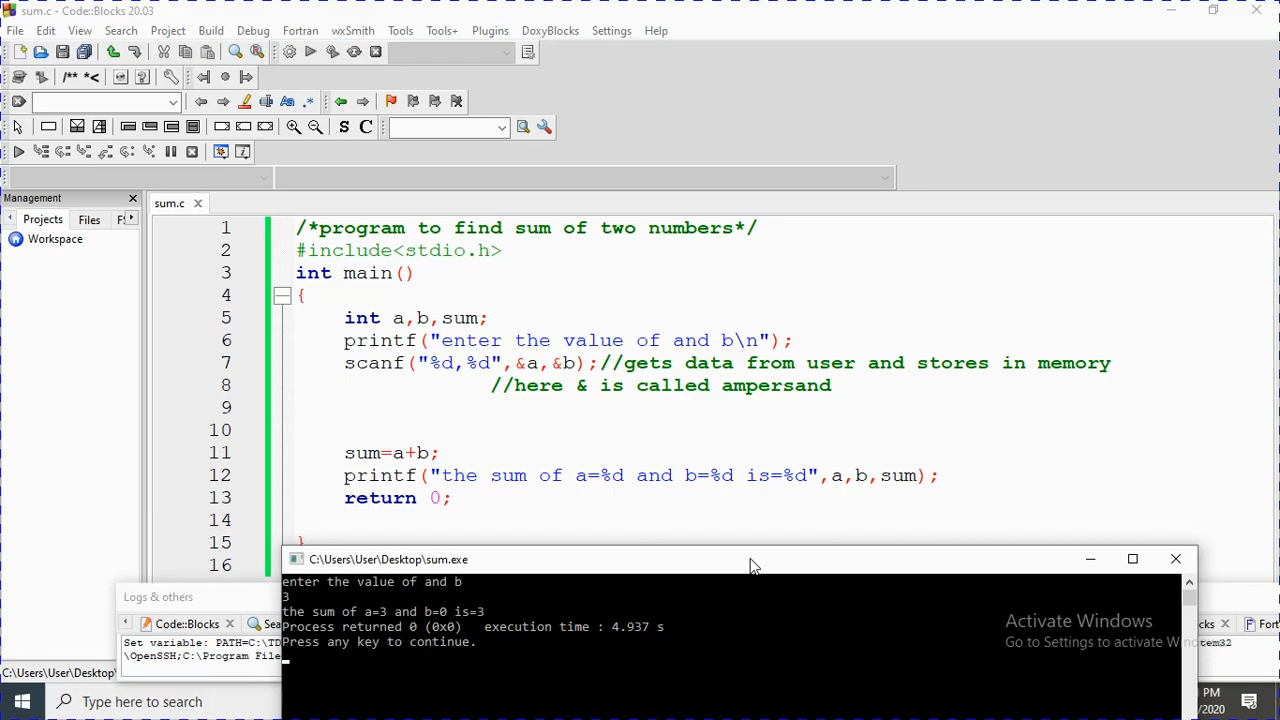 sum.c - Code::Blocks 20.03
File Edit View Search Project Build Debug Fortran wxSmith Tools Tools+ Plugins DoxyBlocks Settings Help
/** *<
S C
Management
sum.c
Projects Files
Workspace
1 /*program to find sum of two numbers*/
2 #include<stdio.h>
3 int main()
4 {
5 int a,b,sum;
6 printf("enter the value of and b\n");
7 scanf("%d,%d",&a,&b);//gets data from user and stores in memory
8 //here & is called ampersand
9
10
11 sum=a+b;
12 printf("the sum of a=%d and b=%d is=%d",a,b,sum);
13 return 0;
14
15 }
16
C:\Users\User\Desktop\sum.exe
enter the value of and b
3
the sum of a=3 and b=0 is=3
Process returned 0 (0x0) execution time : 4.937 s
Press any key to continue.
Logs & others
Code::Blocks
Set variable: PATH=C:\TD
\OpenSSH;C:\Program File
C:\Users\User\Desktop\
Activate Windows
Go to Settings to activate
Type here to search
PM
/2020